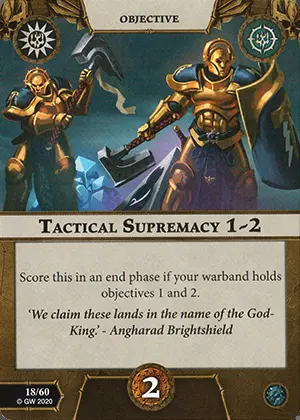 OBJECTIVE
TACTICAL SUPREMACY 1-2
Score this in an end phase if your warband holds
objectives 1 and 2.
'We claim these lands in the name of the God-
King.' - Angharad Brightshield
18/60
© GW 2020
2